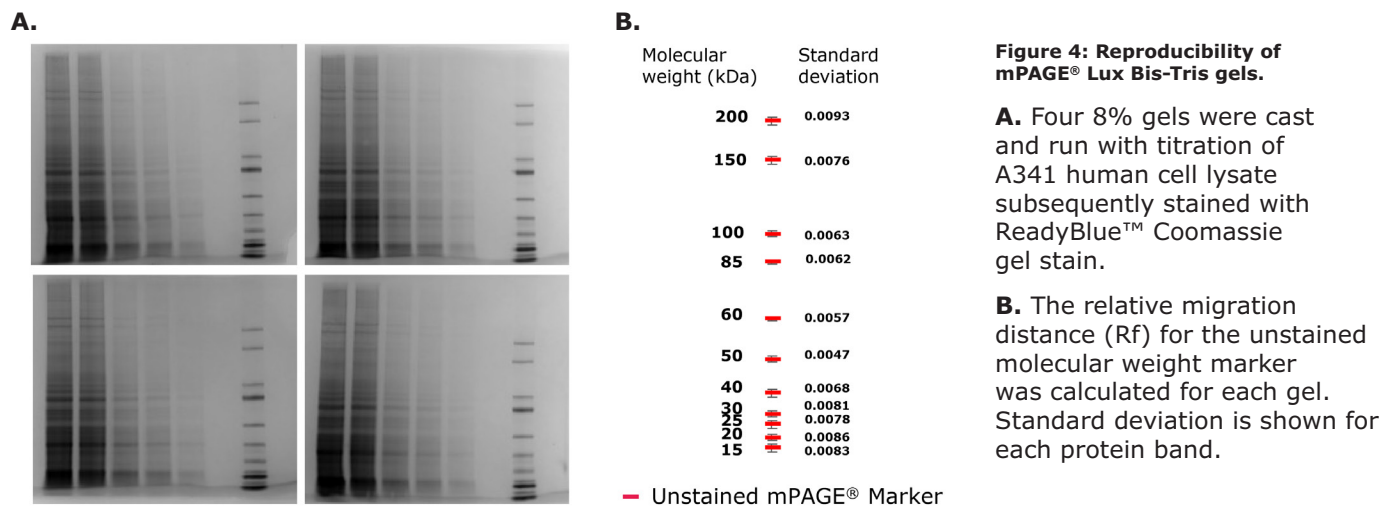 A.
B.
Molecular
weight (kDa)
Standard
deviation
200 0.0093
150 0.0076
100 0.0063
85 0.0062
60 0.0057
50 0.0047
40 0.0068
30 0.0081
25 0.0078
20 0.0086
15 0.0083
Unstained mPAGE® Marker
Figure 4: Reproducibility of
mPAGE® Lux Bis-Tris gels.
A. Four 8% gels were cast
and run with titration of
A341 human cell lysate
subsequently stained with
ReadyBlue™ Coomassie
gel stain.
B. The relative migration
distance (Rf) for the unstained
molecular weight marker
was calculated for each gel.
Standard deviation is shown for
each protein band.